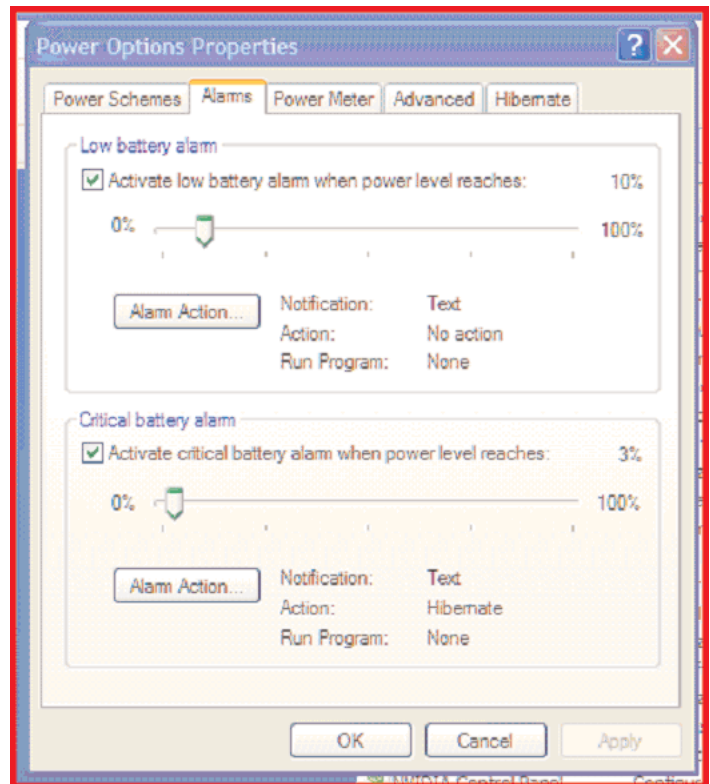 Power Options Properties
Power Schemes Alarms Power Meter Advanced Hibernate
Low battery alarm
Activate low battery alarm when power level reaches: 10%
0% 100%
Alarm Action... Notification: Text
Action: No action
Run Program: None
Critical battery alarm
Activate critical battery alarm when power level reaches: 3%
0% 100%
Alarm Action... Notification: Text
Action: Hibernate
Run Program: None
OK Cancel Apply
NVIDIA Control Panel